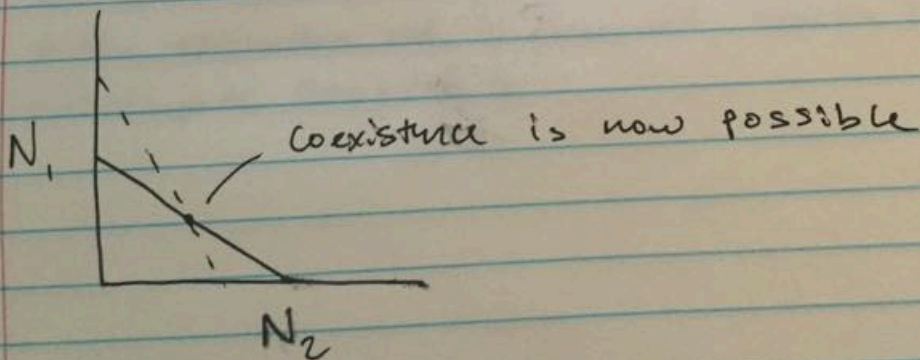 N₁
coexistence is now possible
N₂